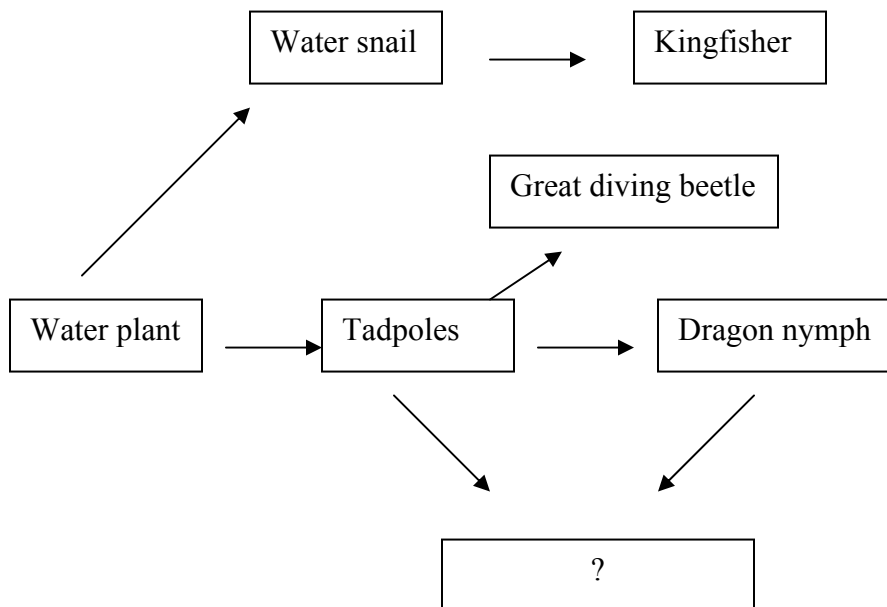 Water snail
Kingfisher
Great diving beetle
Water plant
Tadpoles
Dragon nymph
?